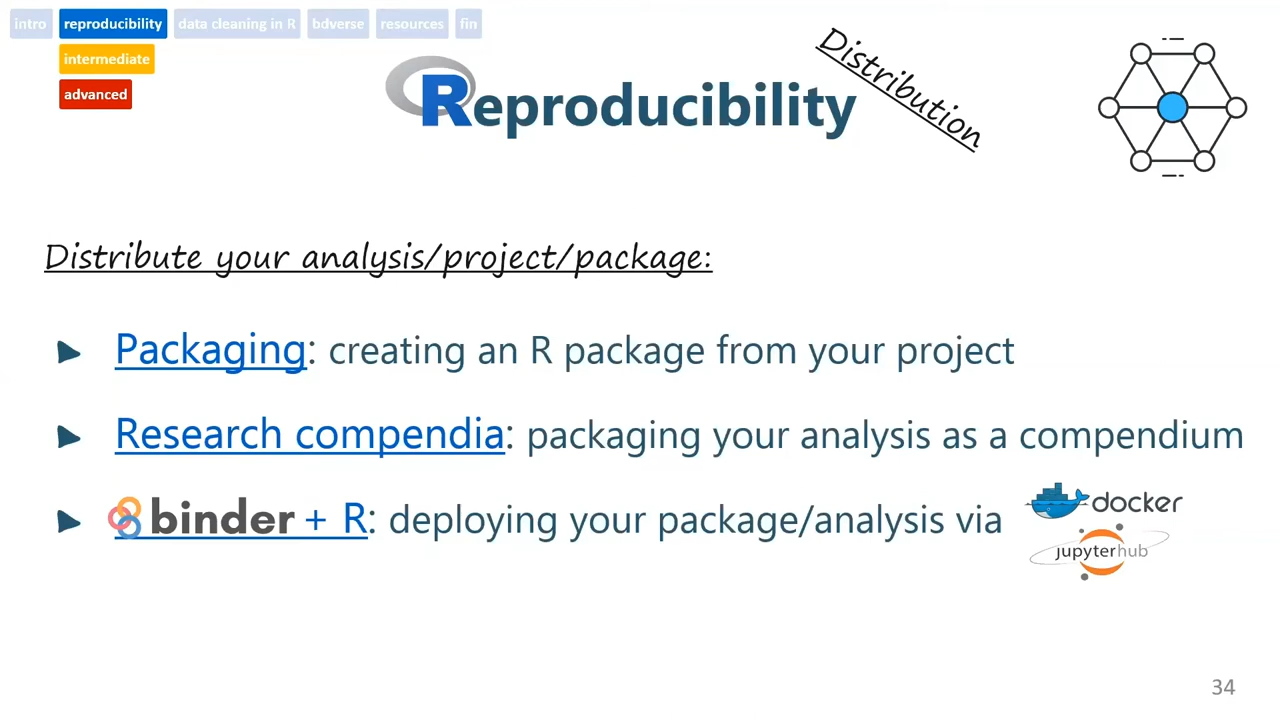 intro reproducibility data cleaning in R bdverse resources fin
intermediate
advanced
Reproducibility
Distribution
Distribute your analysis/project/package:
Packaging: creating an R package from your project
Research compendia: packaging your analysis as a compendium
binder + R: deploying your package/analysis via docker
jupyterhub
34